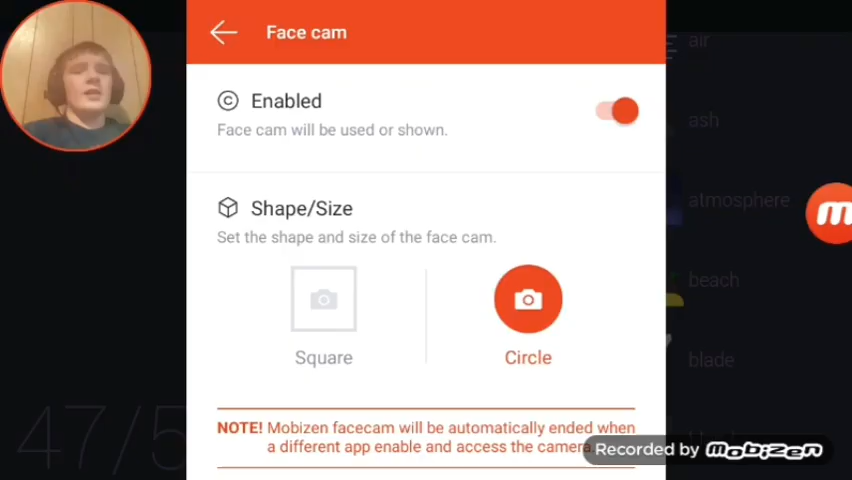 Face cam
Enabled
Face cam will be used or shown.
Shape/Size
Set the shape and size of the face cam.
Square
Circle
NOTE! Mobizen facecam will be automatically ended when
a different app enable and access the camera
Recorded by mobizen
air
ash
atmosphere
beach
blade
47/5